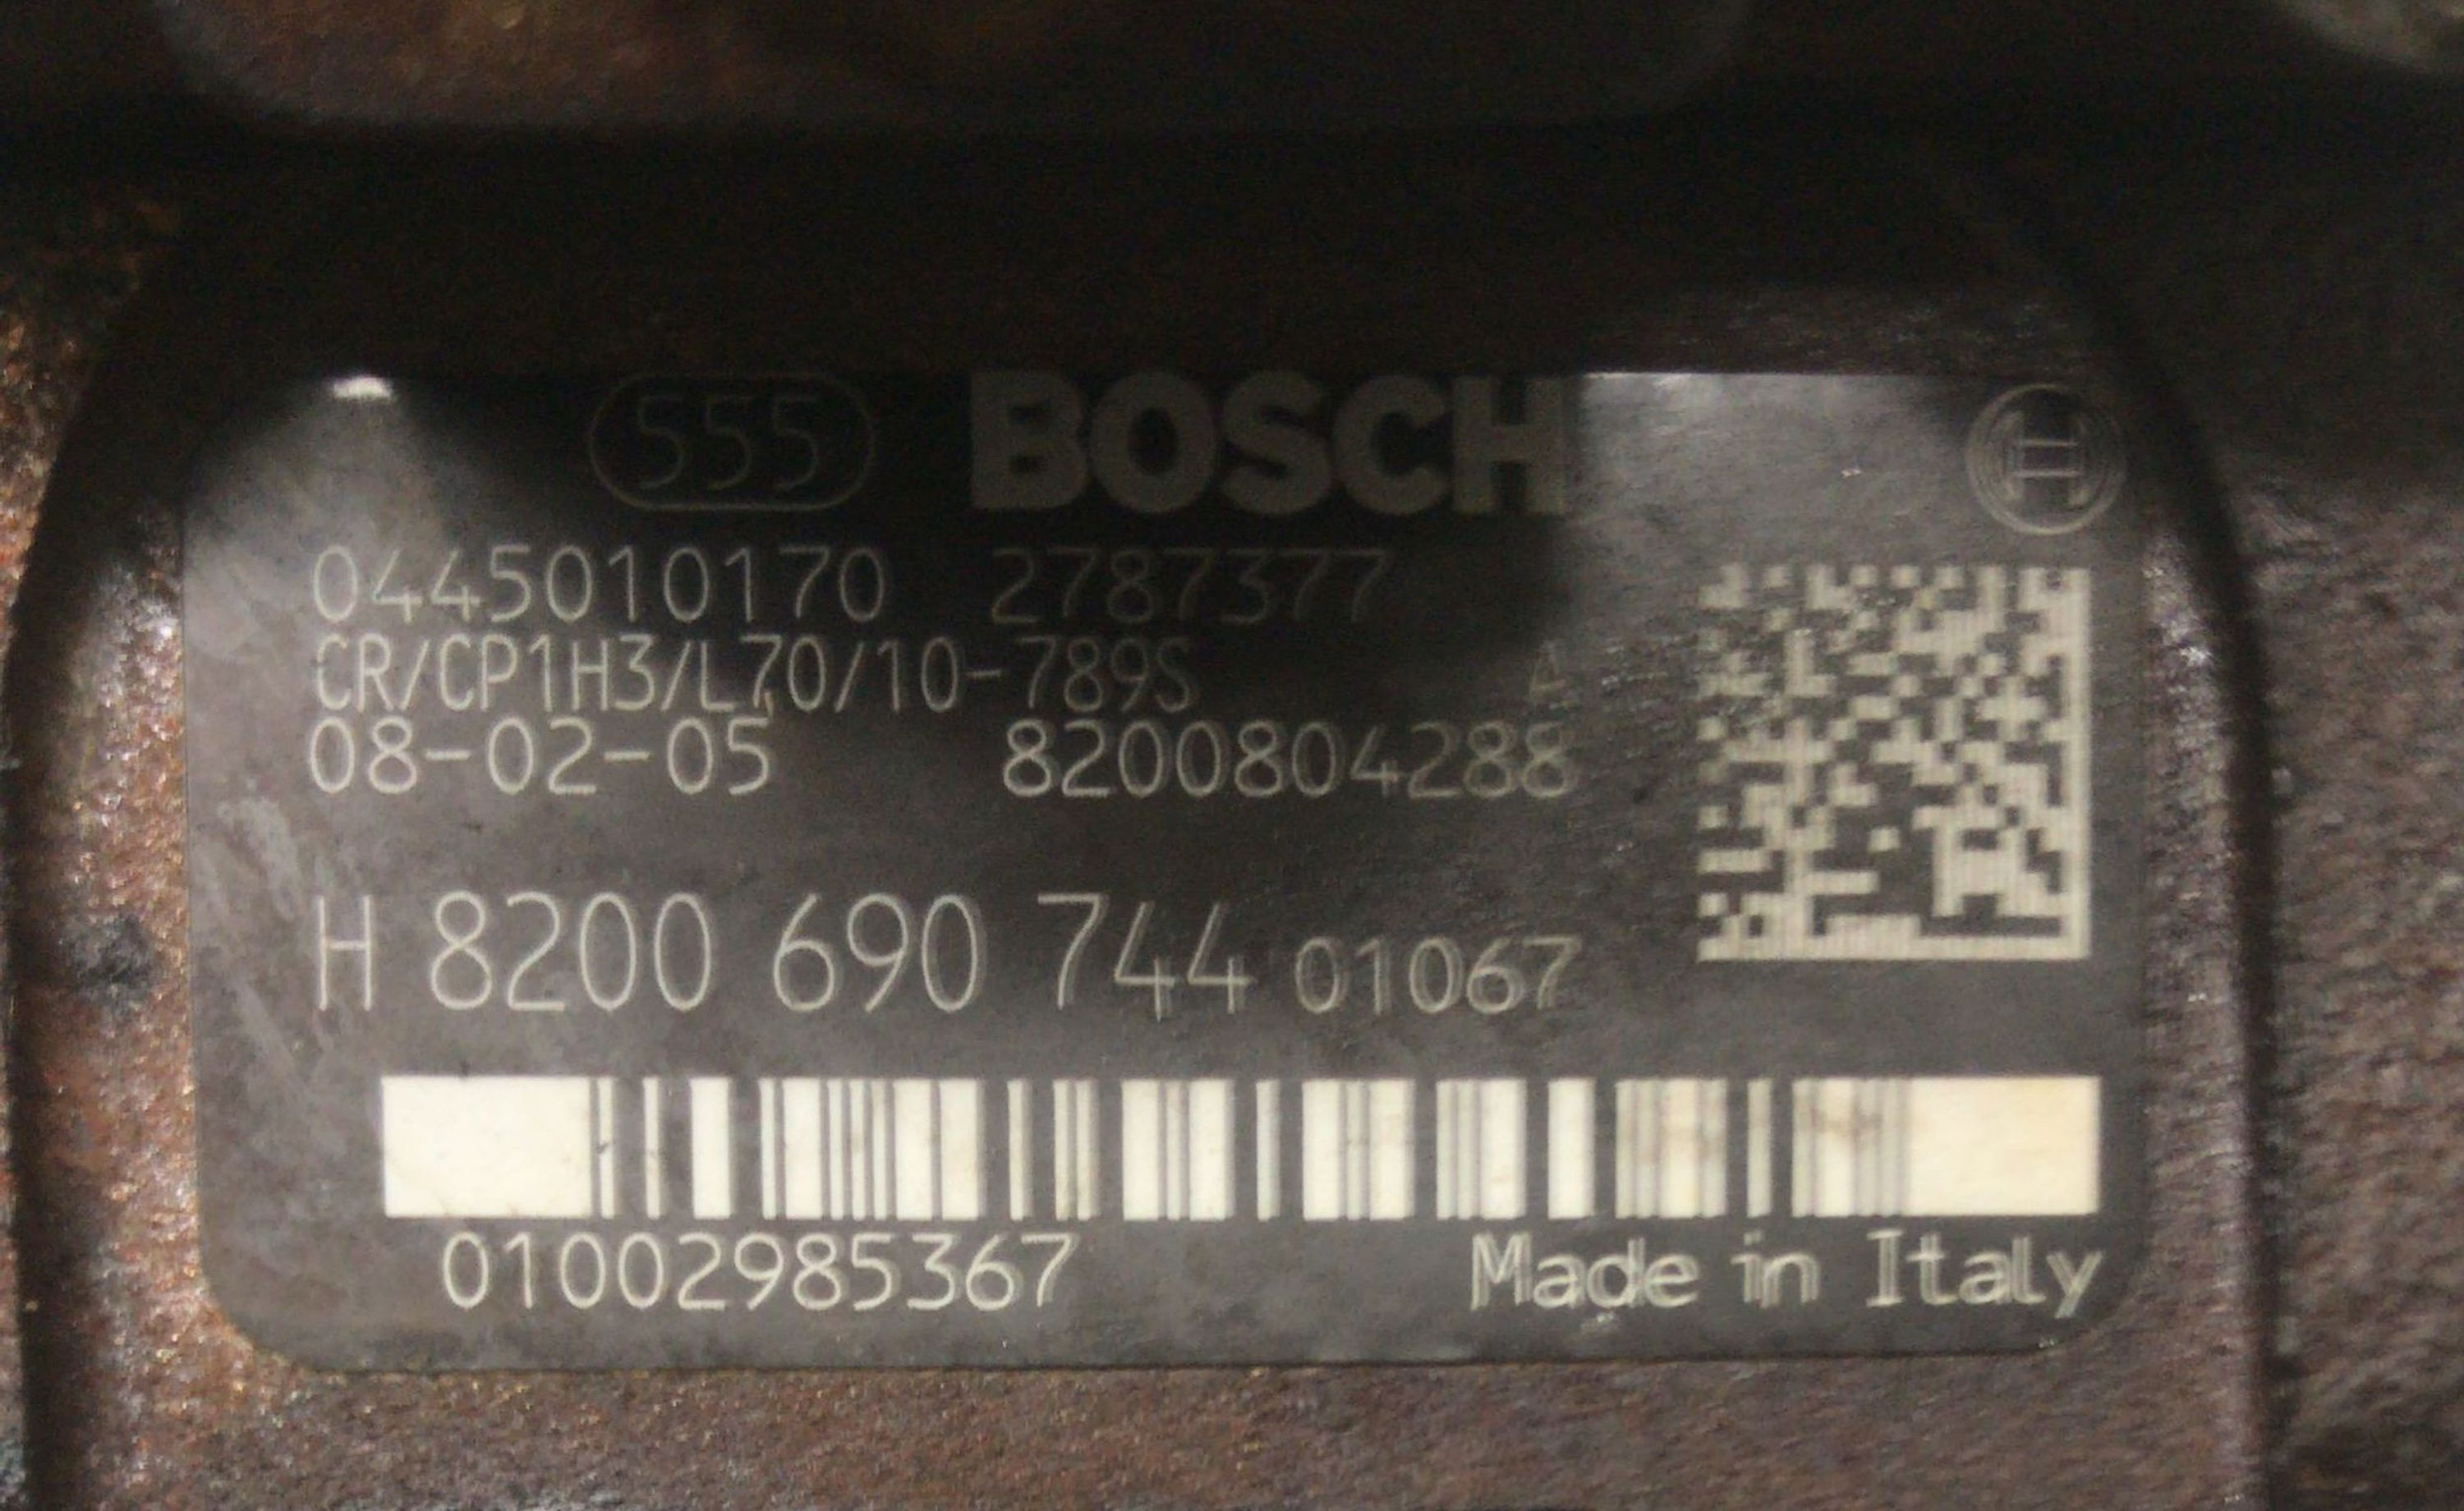 555 BOSCH
0445010170 2787377
CR/CP1H3/L70/10-789S A
08-02-05 8200804288
H 8200 690 744 01067
01002985367 Made in Italy